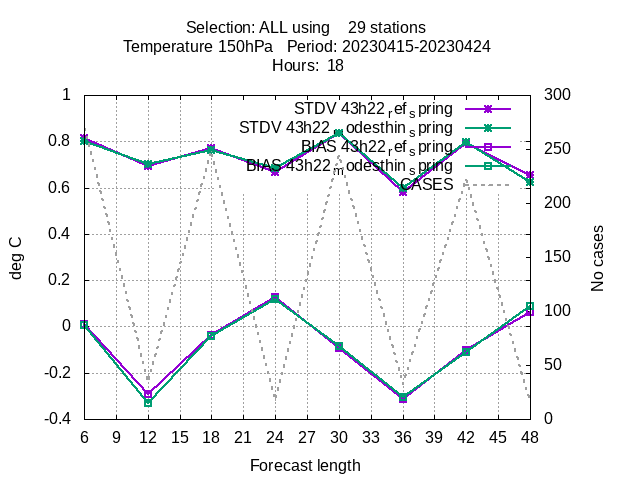 Selection: ALL using 29 stations
Temperature 150hPa Period: 20230415-20230424
Hours: 18
STDV 43h22_ref_spring
STDV 43h22_modesthin_spring
BIAS 43h22_ref_spring
BIAS 43h22_modesthin_spring
CASES
1
0.8
0.6
0.4
0.2
0
-0.2
-0.4
deg C
300
250
200
150
100
50
0
No cases
6 9 12 15 18 21 24 27 30 33 36 39 42 45 48
Forecast length